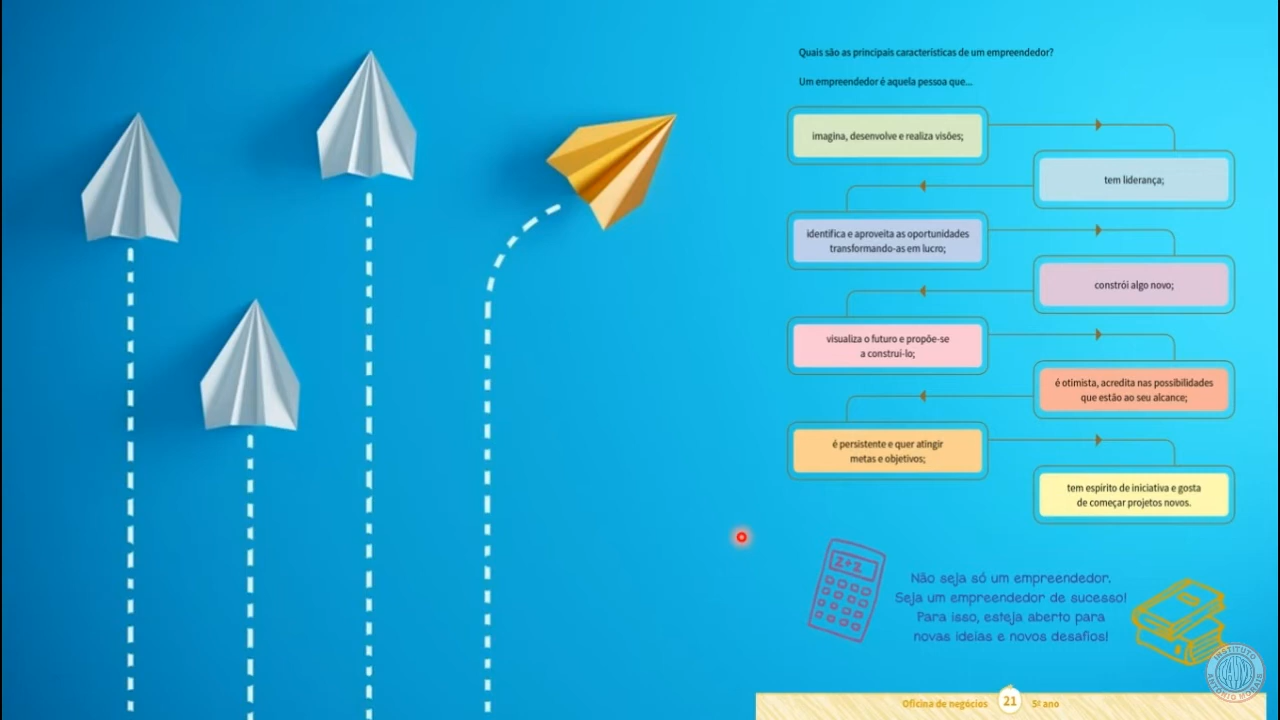 Quais são as principais características de um empreendedor?
Um empreendedor é aquela pessoa que...
imagina, desenvolve e realiza visões;
tem liderança;
identifica e aproveita as oportunidades
transformando-as em lucro;
constrói algo novo;
visualiza o futuro e propõe-se
a construí-lo;
é otimista, acredita nas possibilidades
que estão ao seu alcance;
é persistente e quer atingir
metas e objetivos;
tem espírito de iniciativa e gosta
de começar projetos novos.
2+2
Não seja só um empreendedor.
Seja um empreendedor de sucesso!
Para isso, esteja aberto para
novas ideias e novos desafios!
INSTITUTO
ANTÔNIO MORAIS
Oficina de negócios 21 5º ano